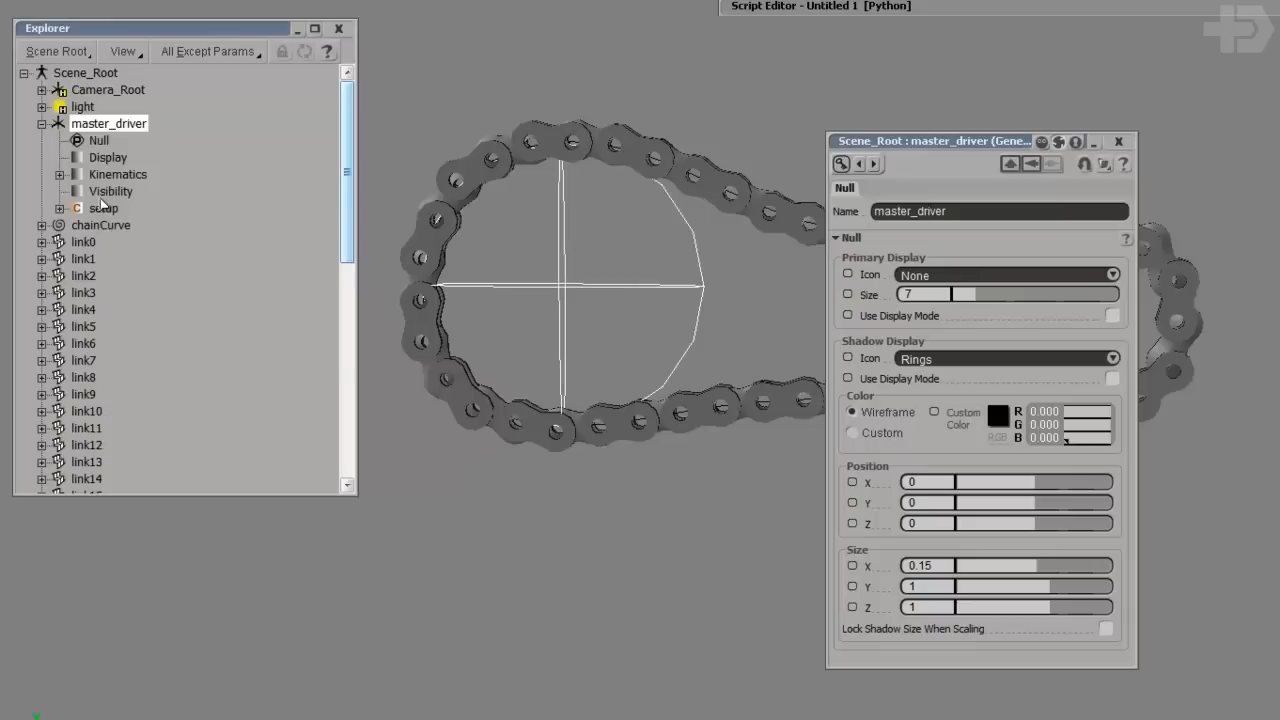 Script Editor - Untitled 1 [Python]
Explorer
Scene Root
View
All Except Params
?
Scene_Root
Camera_Root
light
master_driver
Null
Display
Kinematics
Visibility
C setup
chainCurve
link0
link1
link2
link3
link4
link5
link6
link7
link8
link9
link10
link11
link12
link13
link14
Scene_Root : master_driver (Gene...
?
Null
Name master_driver
Null ?
Primary Display
Icon None
Size 7
Use Display Mode
Shadow Display
Icon Rings
Use Display Mode
Color
Wireframe
Custom
Custom Color
RGB
R 0.000
G 0.000
B 0.000
Position
X 0
Y 0
Z 0
Size
X 0.15
Y 1
Z 1
Lock Shadow Size When Scaling